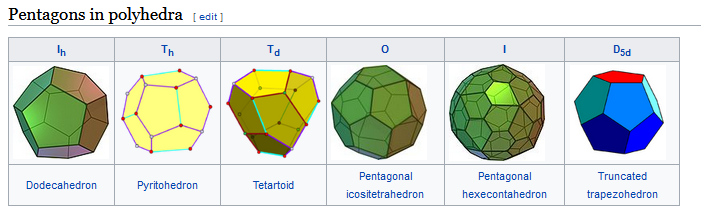 Pentagons in polyhedra [ edit ]
Ih Th Td O I D5d
Dodecahedron Pyritohedron Tetartoid Pentagonal icositetrahedron Pentagonal hexecontahedron Truncated trapezohedron